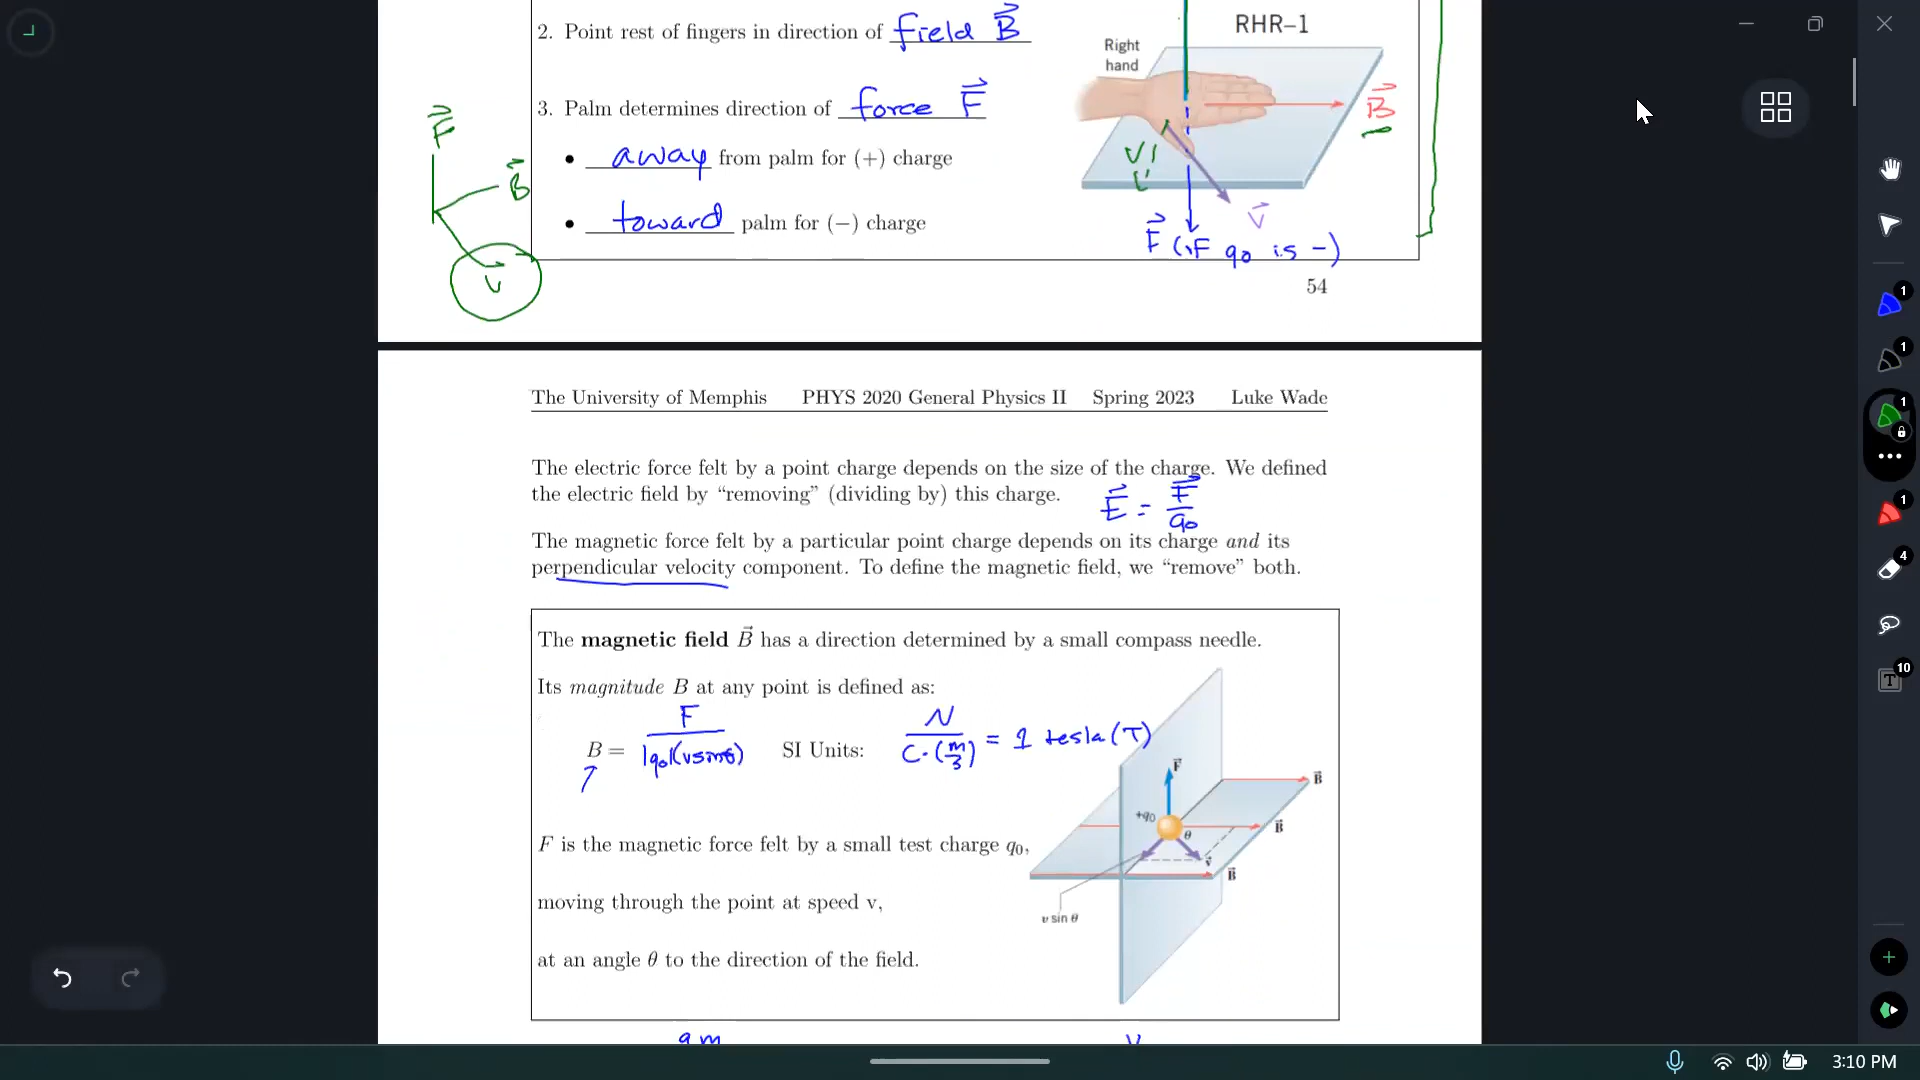 2. Point rest of fingers in direction of field B⃗
RHR–1
Right
hand
B⃗
3. Palm determines direction of force F⃗
F⃗
B⃗
V⃗
• away from palm for (+) charge
• toward palm for (−) charge
V⃗
F⃗ (if q0 is −)
54
The University of Memphis PHYS 2020 General Physics II Spring 2023 Luke Wade
The electric force felt by a point charge depends on the size of the charge. We defined
the electric field by “removing” (dividing by) this charge. E⃗ = F⃗/q0
The magnetic force felt by a particular point charge depends on its charge and its
perpendicular velocity component. To define the magnetic field, we “remove” both.
The magnetic field B⃗ has a direction determined by a small compass needle.
Its magnitude B at any point is defined as:
B = F/|q0|(vsinθ) SI Units: N/C·(m/s) = 1 tesla (T)
F⃗
B⃗
+q0
θ
B⃗
v⃗
B⃗
v sin θ
F is the magnetic force felt by a small test charge q0,
moving through the point at speed v,
at an angle θ to the direction of the field.
1
1
1
1
4
10
3:10 PM